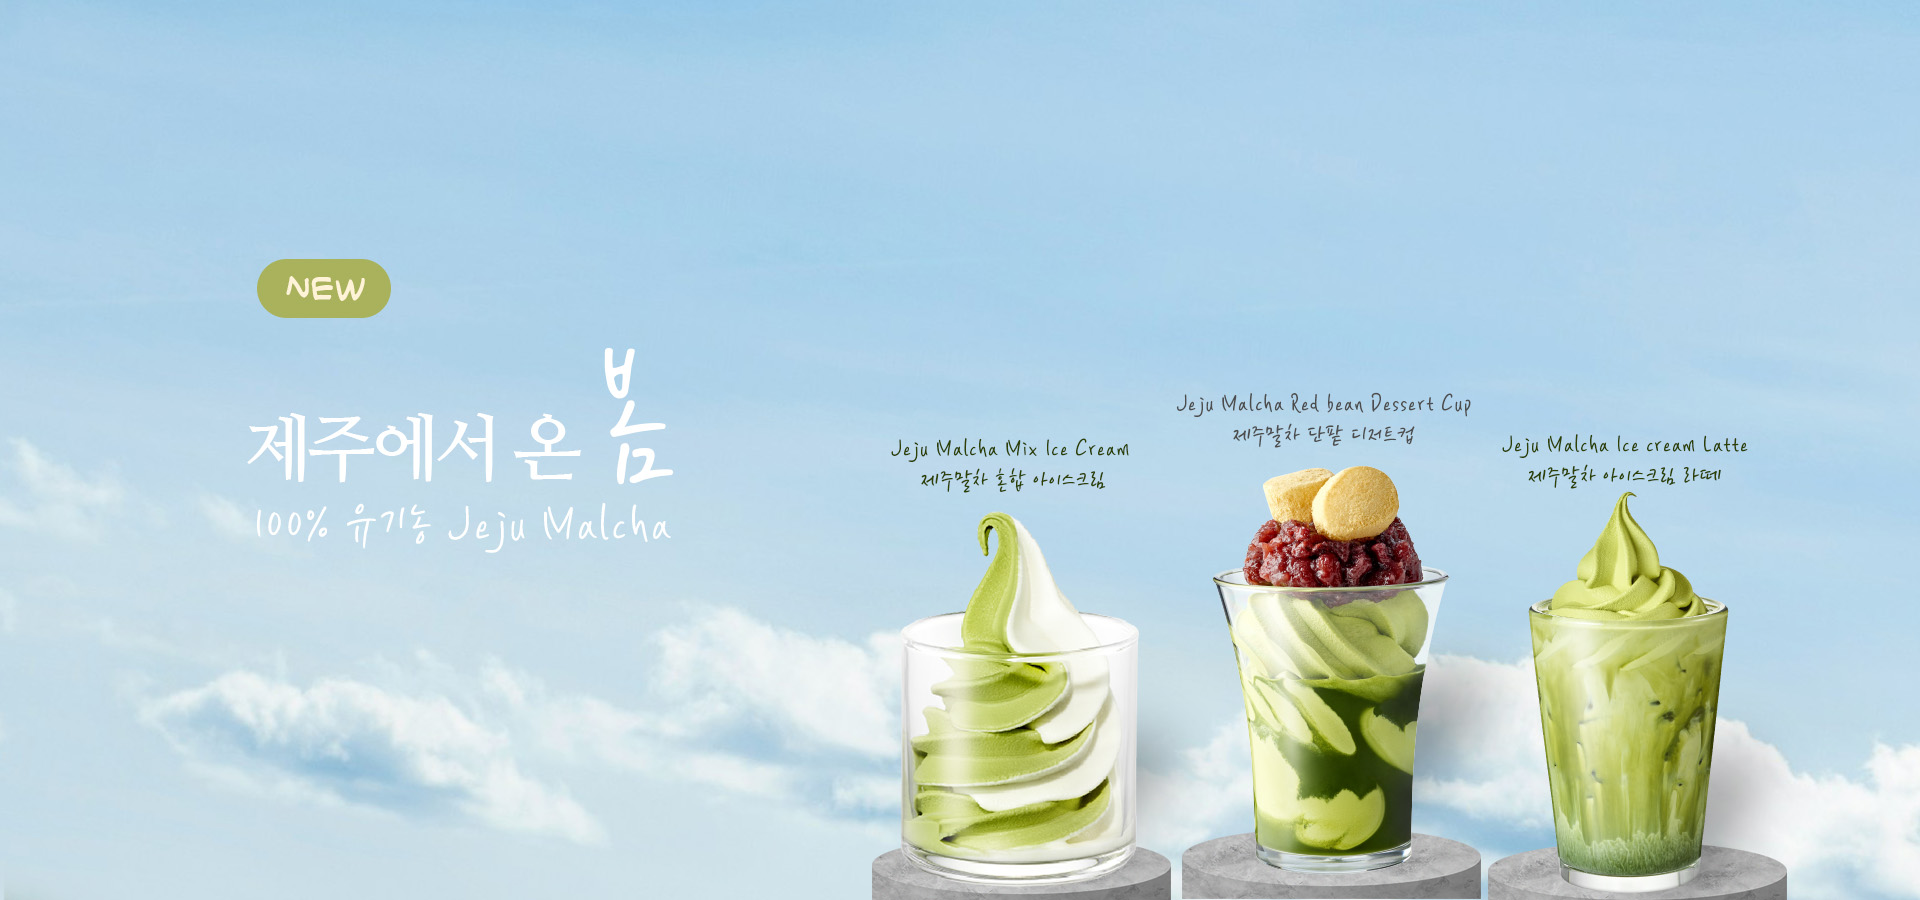 NEW
제주에서 온 봄
100% 유기농 Jeju Malcha
Jeju Malcha Mix Ice Cream
제주말차 혼합 아이스크림
Jeju Malcha Red bean Dessert Cup
제주말차 단팥 디저트컵
Jeju Malcha Ice cream Latte
제주말차 아이스크림 라떼